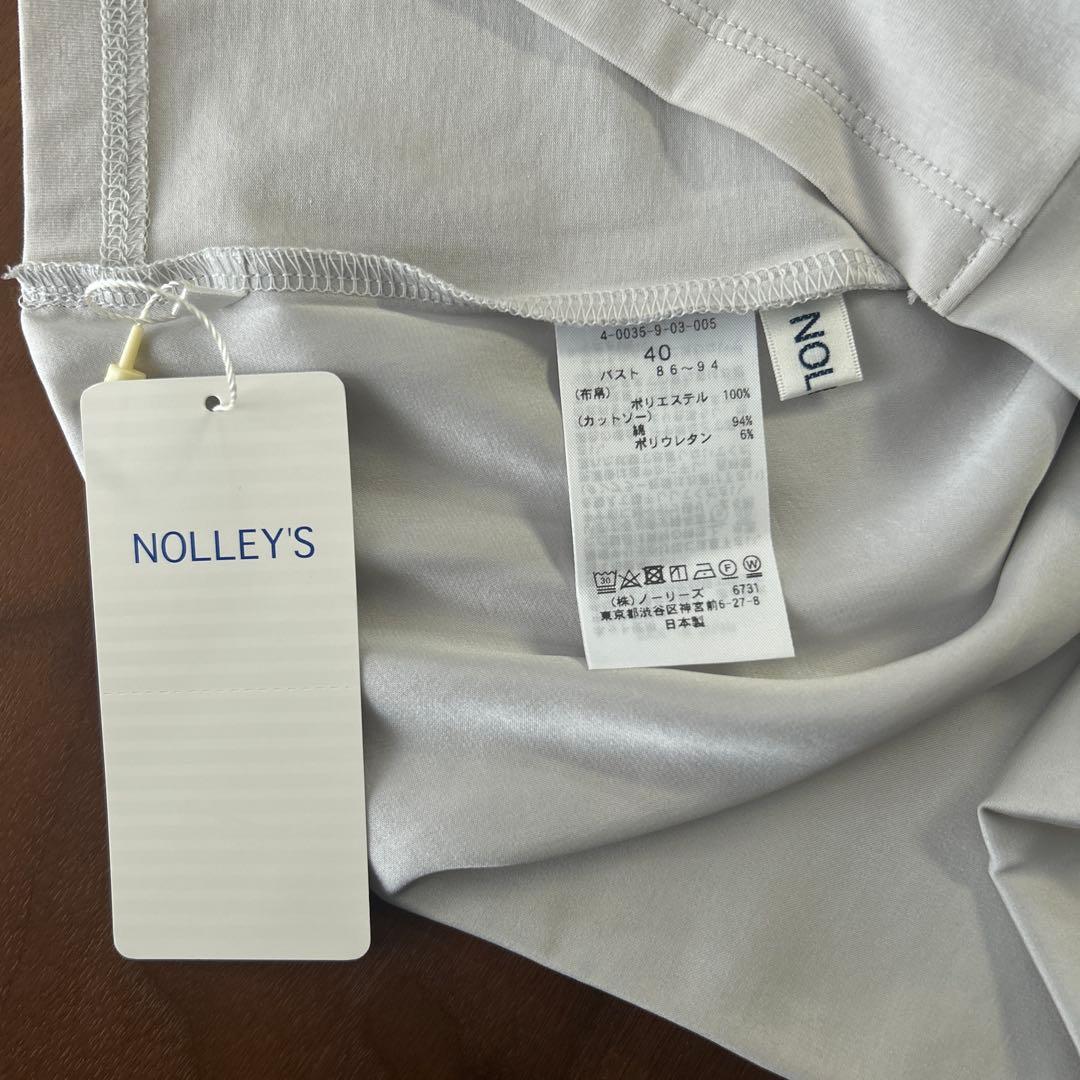 NOLLEY'S
4-0035-9-03-005
40
バスト 86～94
(布帛) ポリエステル 100%
(カットソー)
綿 94%
ポリウレタン 6%
30
F W
(株)ノーリーズ 6731
東京都渋谷区神宮前6-27-8
日本製
NOL